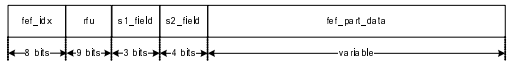 fef_idx rfu s1_field s2_field fef_part_data
8 bits 9 bits 3 bits 4 bits variable